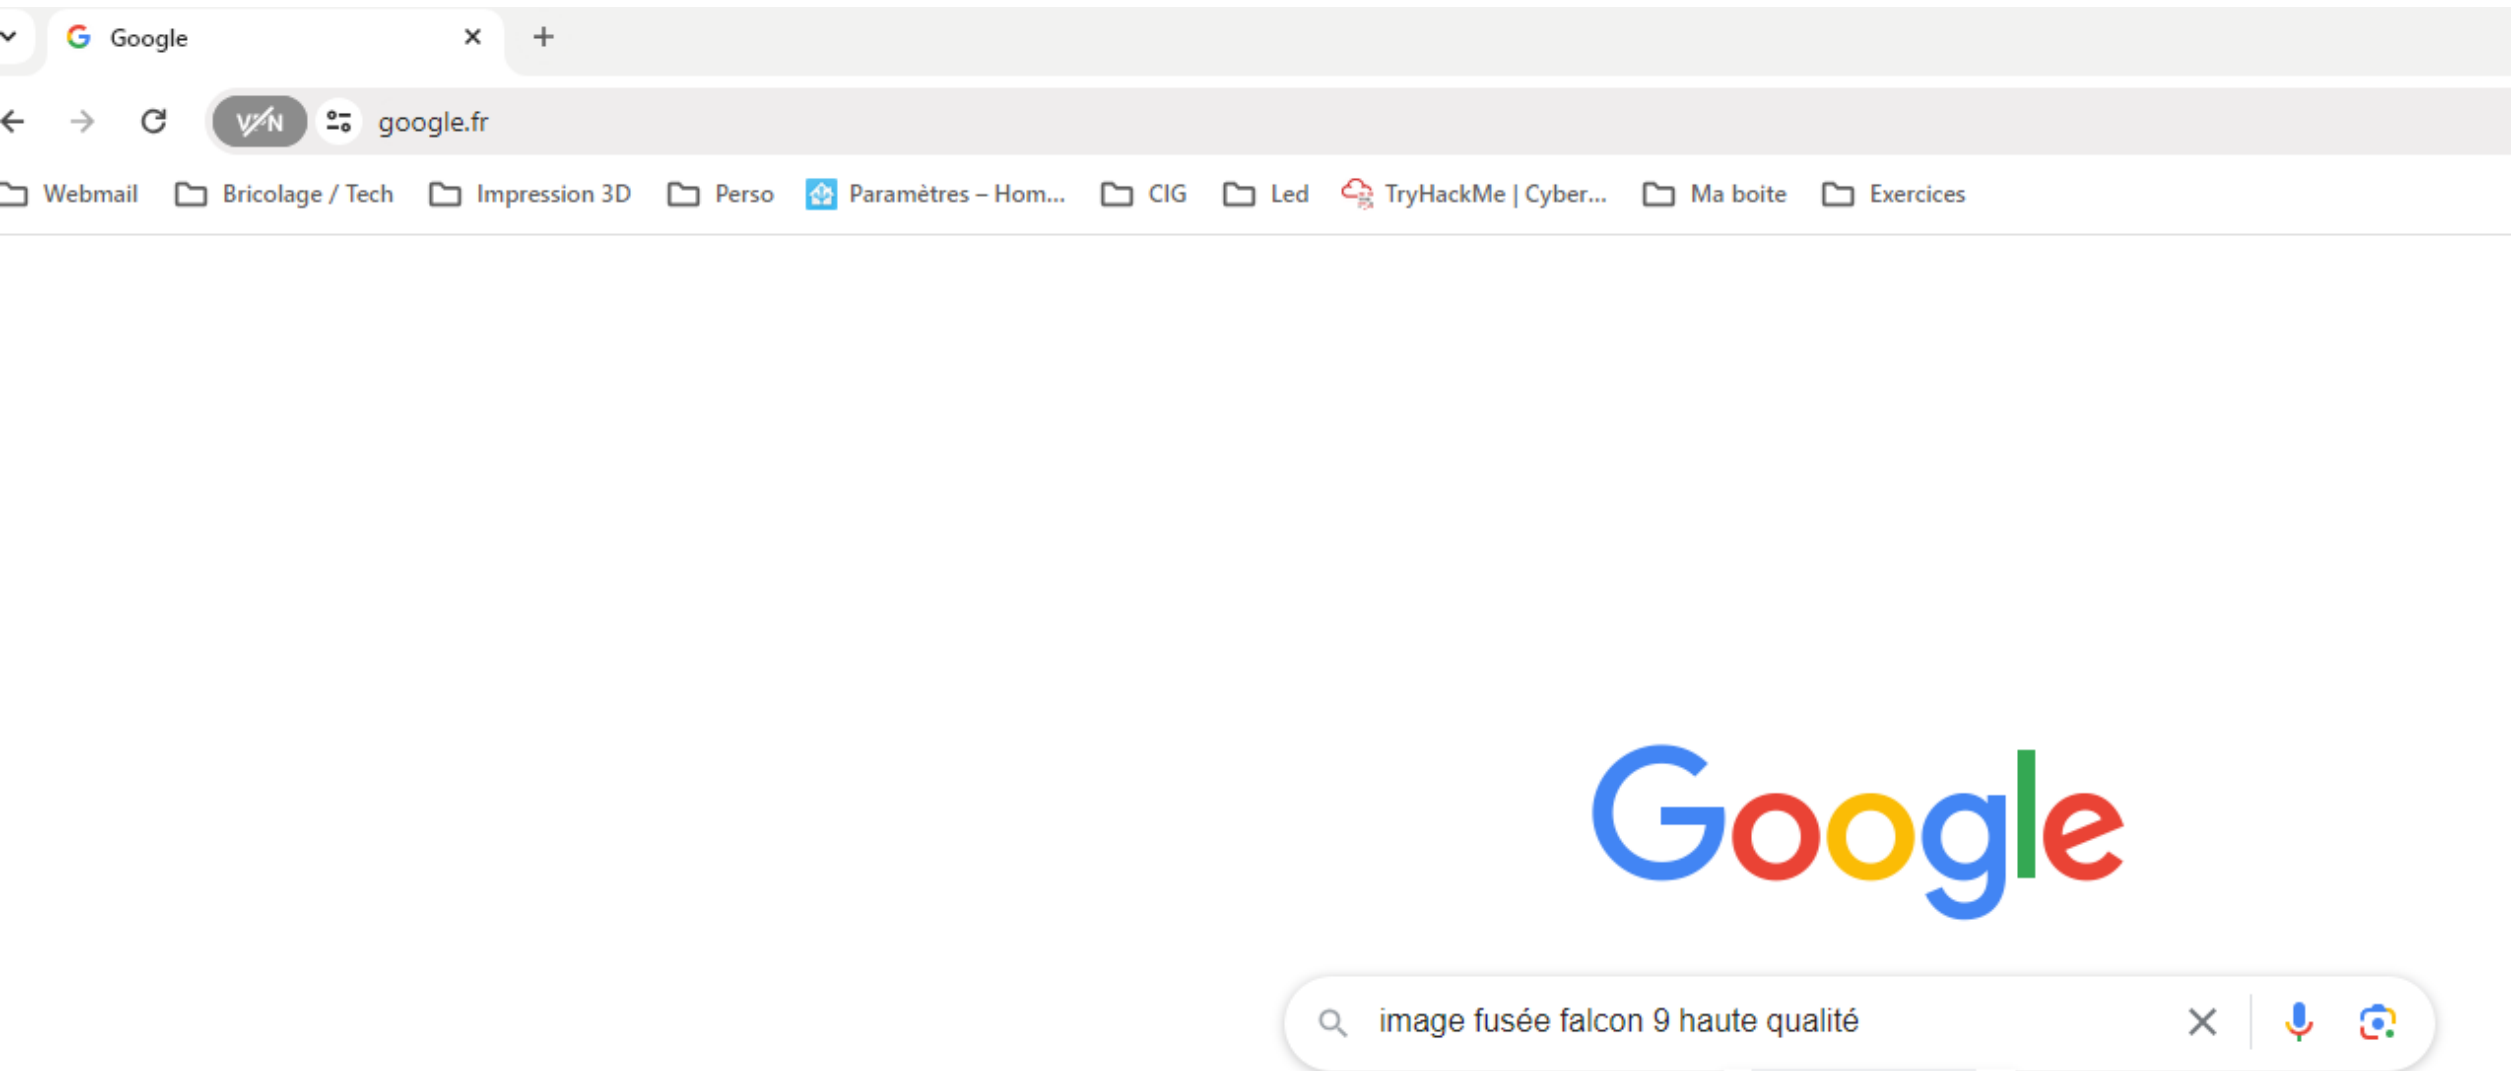 Google
VPN google.fr
Webmail Bricolage / Tech Impression 3D Perso Paramètres – Hom... CIG Led TryHackMe | Cyber... Ma boite Exercices
Google
image fusée falcon 9 haute qualité